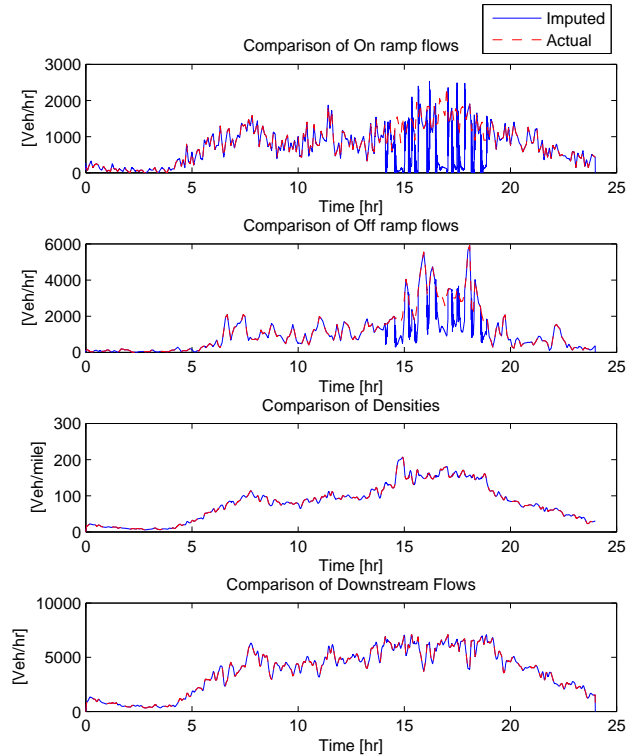 Imputed
Actual
Comparison of On ramp flows
3000
2000
1000
0
[Veh/hr]
0 5 10 15 20 25
Time [hr]
Comparison of Off ramp flows
6000
4000
2000
0
[Veh/hr]
0 5 10 15 20 25
Time [hr]
Comparison of Densities
300
200
100
0
[Veh/mile]
0 5 10 15 20 25
Time [hr]
Comparison of Downstream Flows
10000
5000
0
[Veh/hr]
0 5 10 15 20 25
Time [hr]